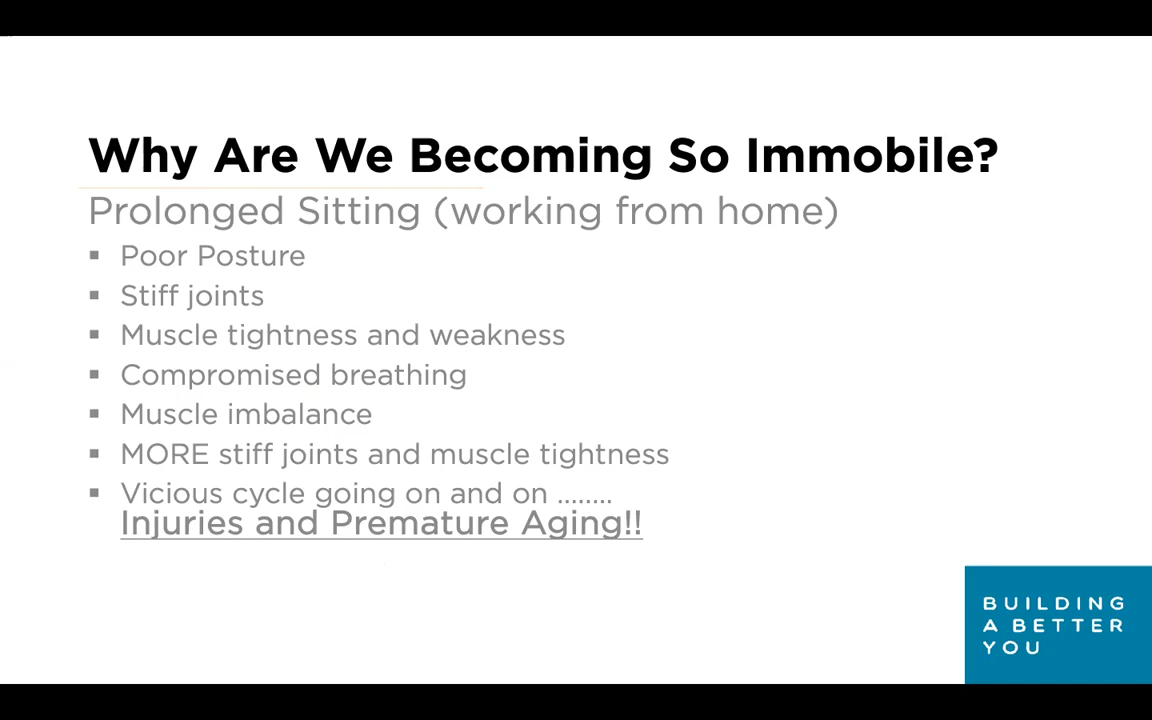 Why Are We Becoming So Immobile?
Prolonged Sitting (working from home)
▪ Poor Posture
▪ Stiff joints
▪ Muscle tightness and weakness
▪ Compromised breathing
▪ Muscle imbalance
▪ MORE stiff joints and muscle tightness
▪ Vicious cycle going on and on ........
Injuries and Premature Aging!!
BUILDING
A BETTER
YOU